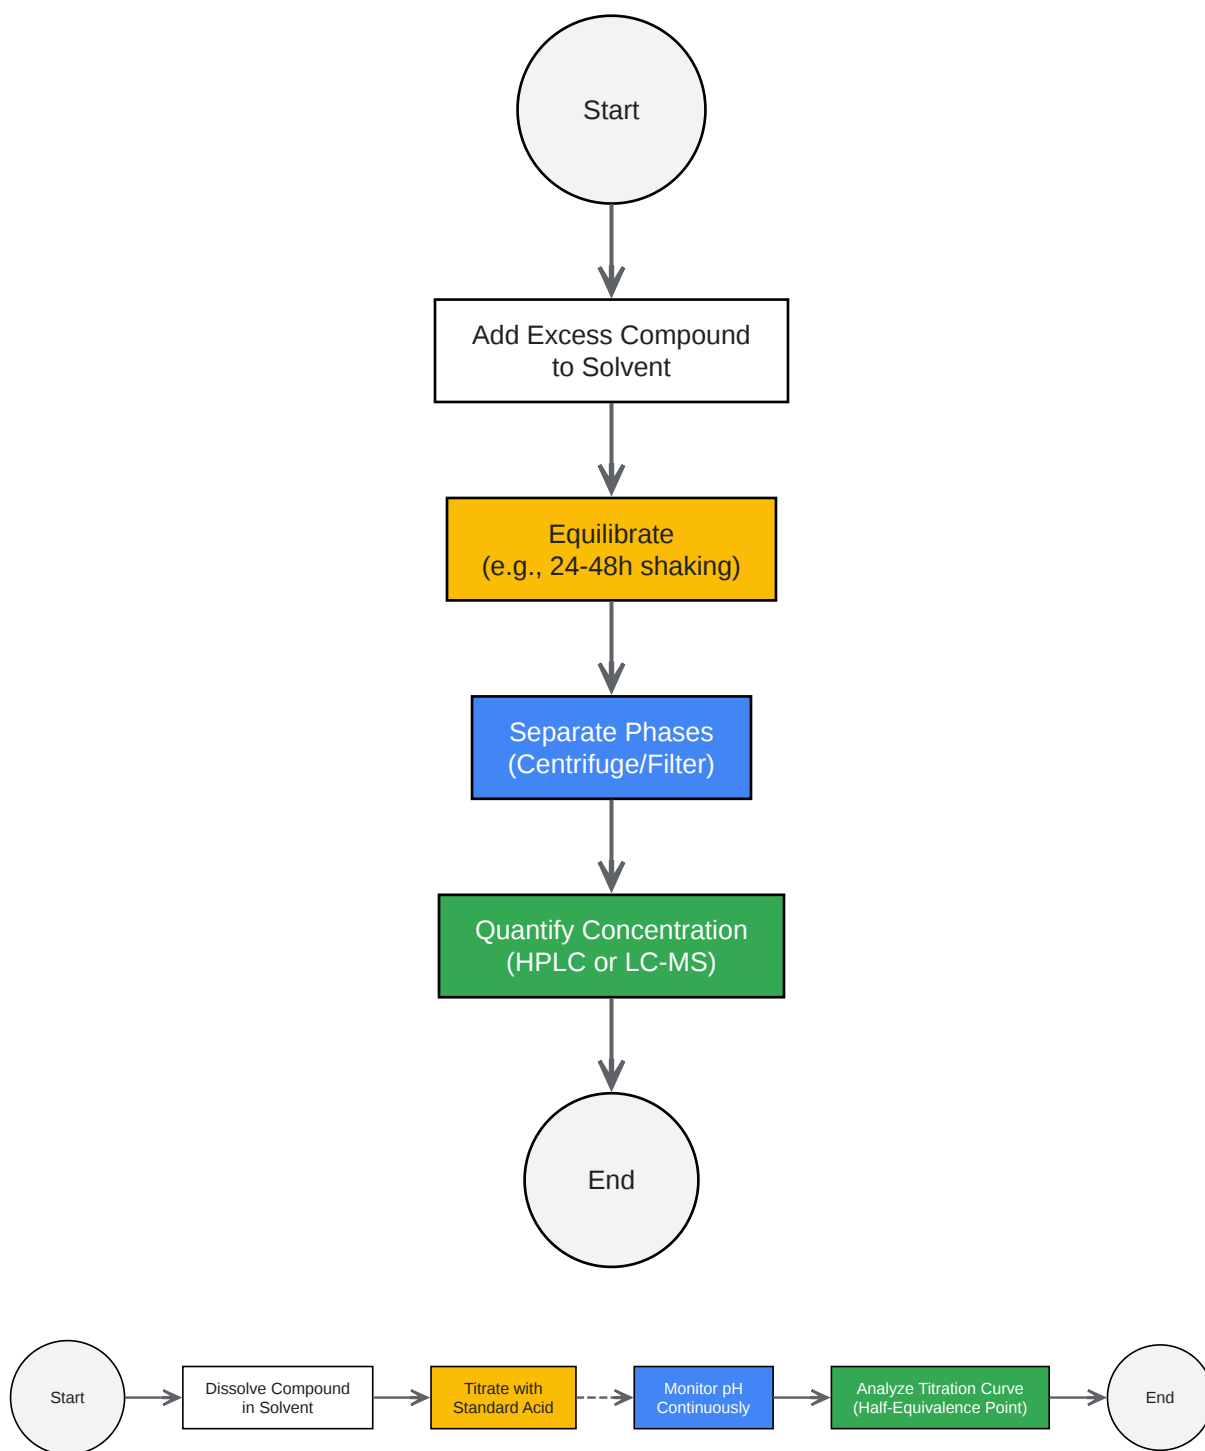 Start
Add Excess Compound
to Solvent
Equilibrate
(e.g., 24-48h shaking)
Separate Phases
(Centrifuge/Filter)
Quantify Concentration
(HPLC or LC-MS)
End
Start
Dissolve Compound
in Solvent
Titrate with
Standard Acid
Monitor pH
Continuously
Analyze Titration Curve
(Half-Equivalence Point)
End